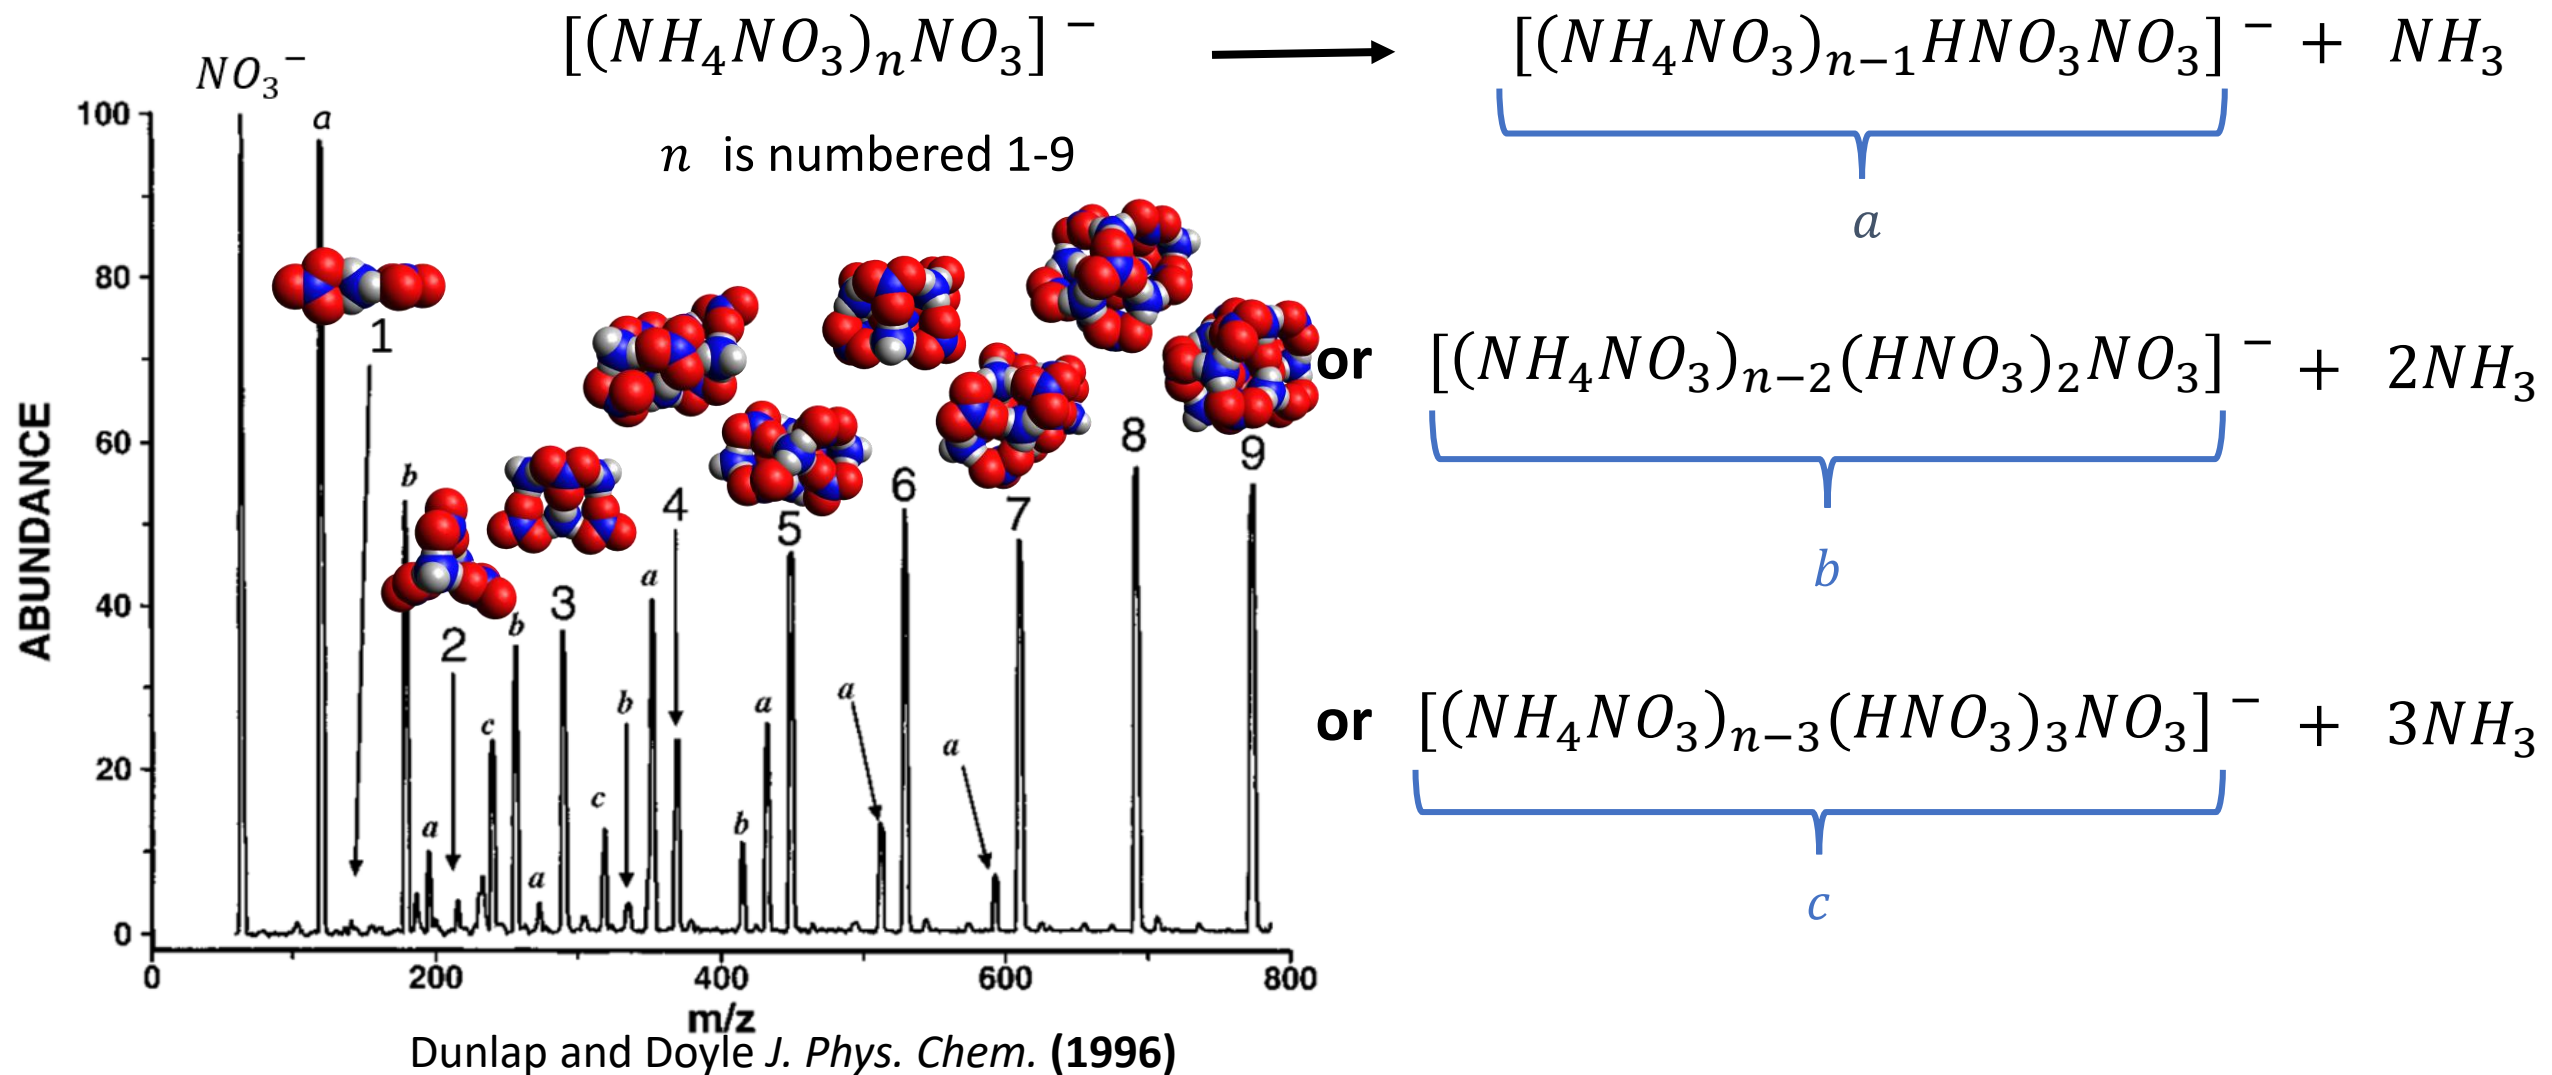 [(NH₄NO₃)ₙNO₃]⁻ ⟶ [(NH₄NO₃)ₙ₋₁HNO₃NO₃]⁻ + NH₃
a
n is numbered 1-9
or [(NH₄NO₃)ₙ₋₂(HNO₃)₂NO₃]⁻ + 2NH₃
b
or [(NH₄NO₃)ₙ₋₃(HNO₃)₃NO₃]⁻ + 3NH₃
c
NO₃⁻
a
1
b
a
2
c
b
a
3
c
b
a
4
b
a
5
a
6
a
7
8
9
ABUNDANCE
100
80
60
40
20
0
0 200 400 600 800
m/z
Dunlap and Doyle J. Phys. Chem. (1996)